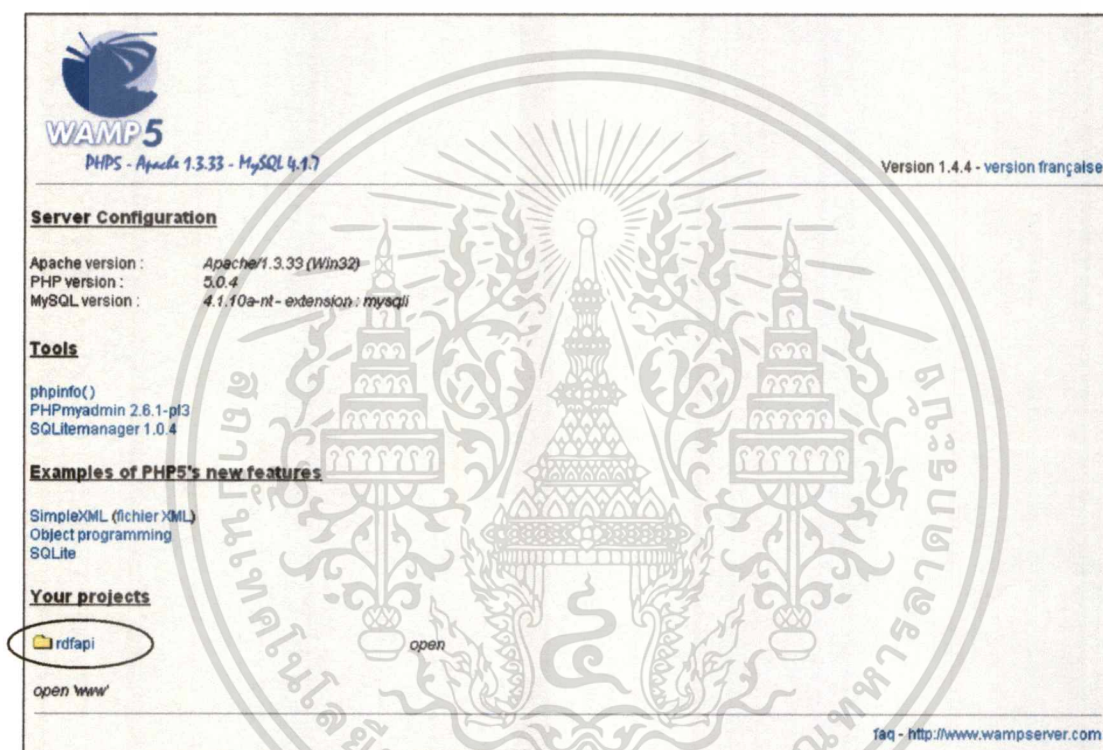 WAMP5
PHP5 - Apache 1.3.33 - MySQL 4.1.7
Version 1.4.4 - version française
Server Configuration
Apache version : Apache/1.3.33 (Win32)
PHP version : 5.0.4
MySQL version : 4.1.10a-nt - extension : mysqli
Tools
phpinfo()
PHPmyadmin 2.6.1-pl3
SQLitemanager 1.0.4
Examples of PHP5's new features
SimpleXML (fichier XML)
Object programming
SQLite
Your projects
rdfapi open
open 'www'
faq - http://www.wampserver.com